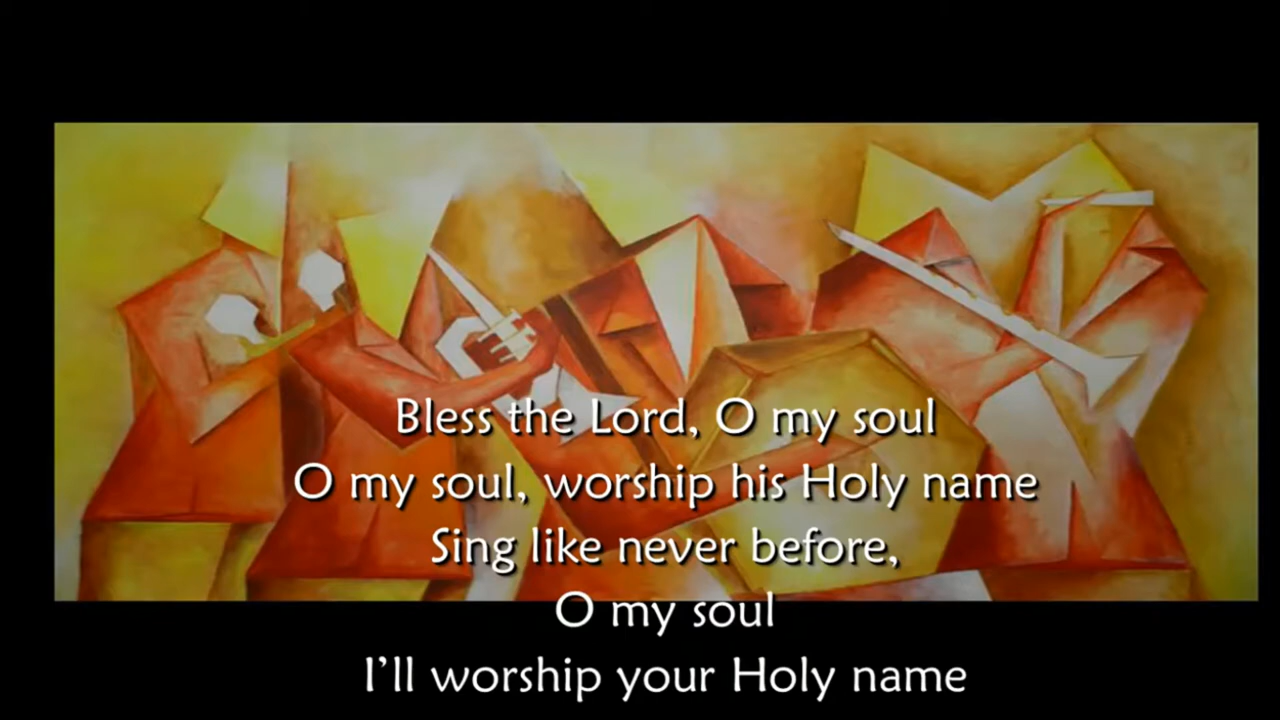 Bless the Lord, O my soul
O my soul, worship his Holy name
Sing like never before,
O my soul
I'll worship your Holy name